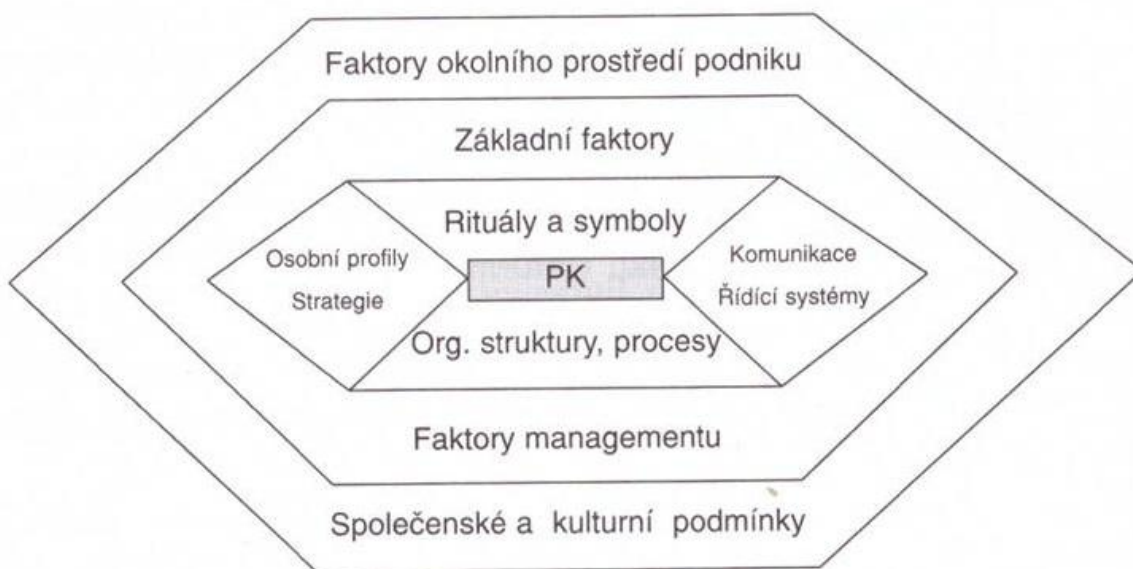 Faktory okolního prostředí podniku
Základní faktory
Rituály a symboly
Osobní profily
Strategie
PK
Komunikace
Řídící systémy
Org. struktury, procesy
Faktory managementu
Společenské a kulturní podmínky